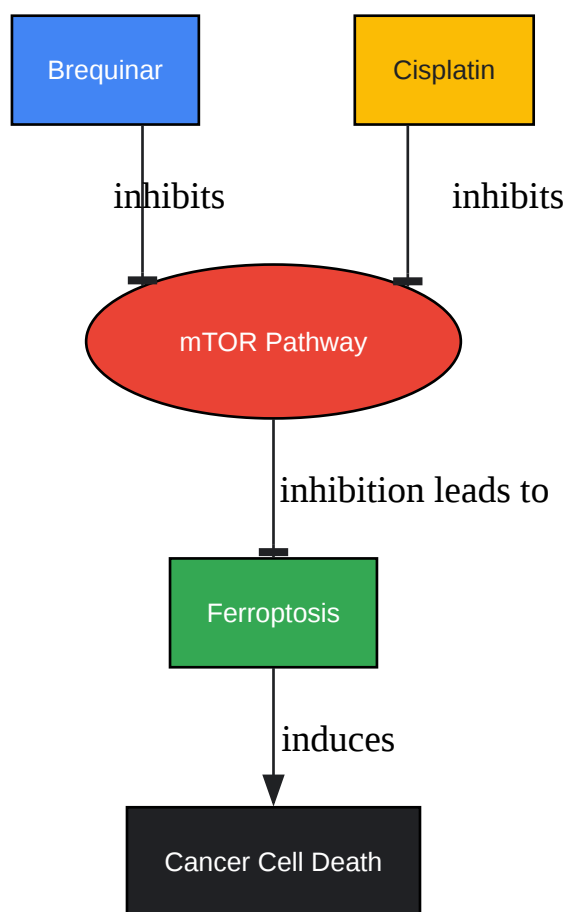 Brequinar
Cisplatin
inhibits
inhibits
mTOR Pathway
inhibition leads to
Ferroptosis
induces
Cancer Cell Death